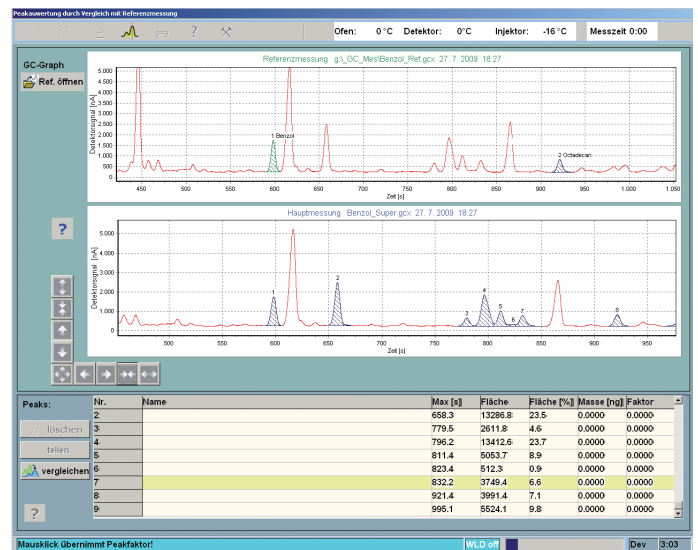 Peakauswertung durch Vergleich mit Referenzmessung
? Ofen: 0 °C Detektor: 0°C Injektor: -16 °C Messzeit 0:00
GC-Graph
Ref. öffnen
Referenzmessung g:\_GC_Mes\Benzol_Ref.gcx 27. 7. 2009 18:27
Detektorsignal [nA]
5.000
4.500
4.000
3.500
3.000
2.500
2.000
1.500
1.000
500
0
1 Benzol
2 Octadecan
450 500 550 600 650 700 750 800 850 900 950 1.000 1.050
Zeit [s]
Hauptmessung Benzol_Super.gcx 27. 7. 2009 18:27
?
Detektorsignal [nA]
5.000
4.000
3.000
2.000
1.000
0
1 2 3 4 5 6 7 8
500 550 600 650 700 750 800 850 900 950
Zeit [s]
Peaks:
löschen
teilen
vergleichen
?
Nr. Name Max [s] Fläche Fläche [%] Masse [ng] Faktor
2 658.3 13286.8 23.5 0.0000 0.0000
3 779.5 2611.8 4.6 0.0000 0.0000
4 796.2 13412.6 23.7 0.0000 0.0000
5 811.4 5053.7 8.9 0.0000 0.0000
6 823.4 512.3 0.9 0.0000 0.0000
7 832.2 3749.4 6.6 0.0000 0.0000
8 921.4 3991.4 7.1 0.0000 0.0000
9 995.1 5524.1 9.8 0.0000 0.0000
Mausklick übernimmt Peakfaktor! WLD off Dev 3:03